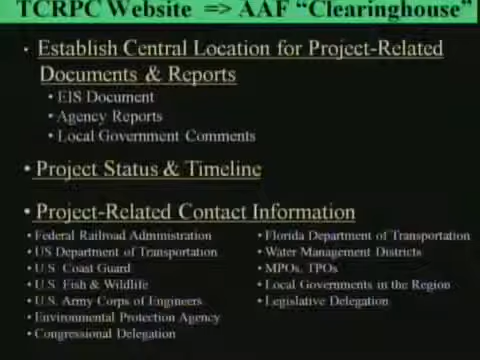 TCRPC Website => AAF "Clearinghouse"
• Establish Central Location for Project-Related
Documents & Reports
• EIS Document
• Agency Reports
• Local Government Comments
• Project Status & Timeline
• Project-Related Contact Information
• Federal Railroad Administration
• US Department of Transportation
• U.S. Coast Guard
• U.S. Fish & Wildlife
• U.S. Army Corps of Engineers
• Environmental Protection Agency
• Congressional Delegation
• Florida Department of Transportation
• Water Management Districts
• MPOs, TPOs
• Local Governments in the Region
• Legislative Delegation